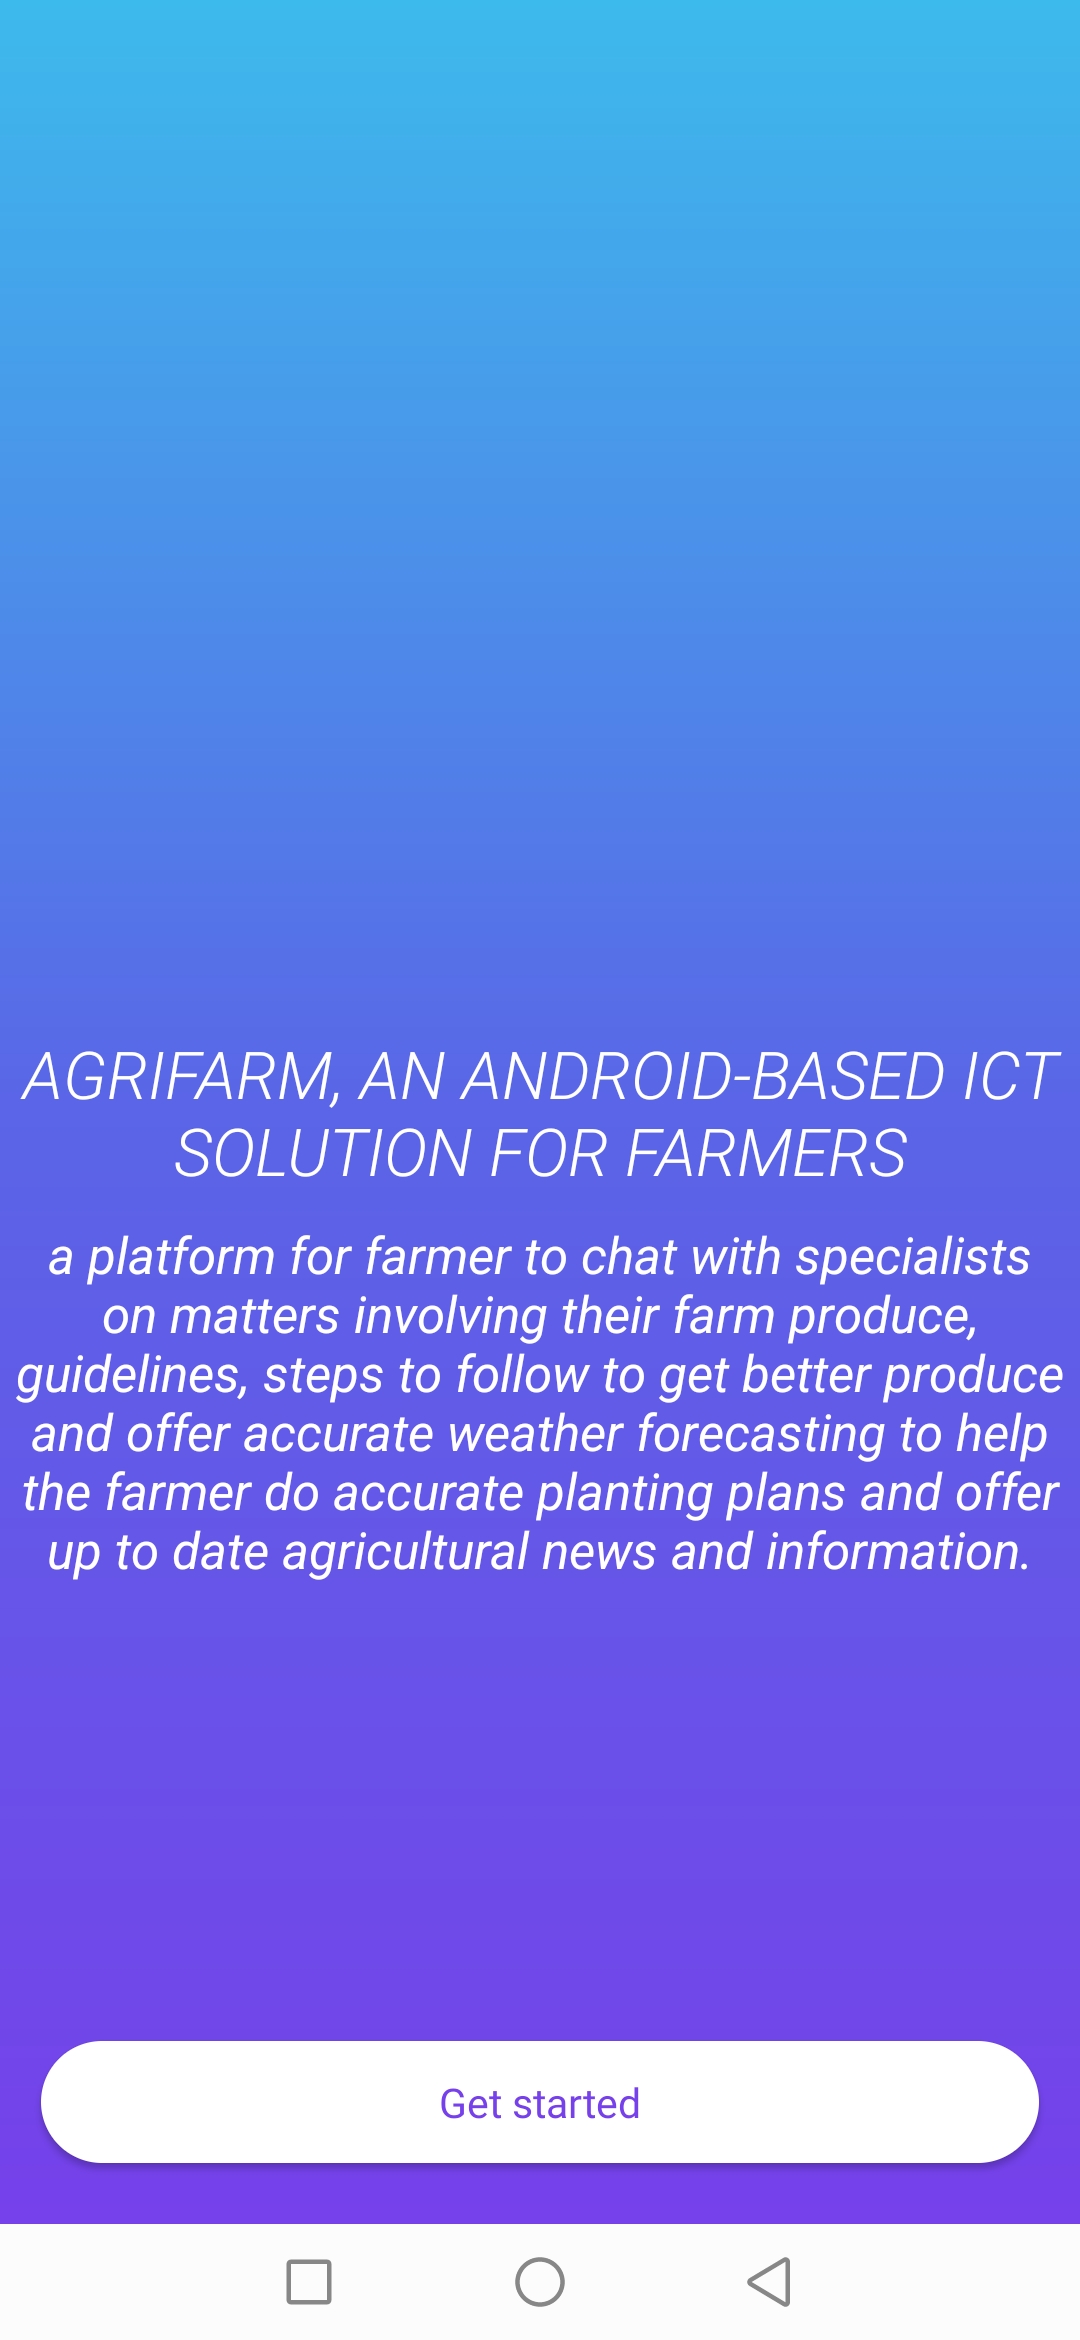 AGRIFARM, AN ANDROID-BASED ICT
SOLUTION FOR FARMERS
a platform for farmer to chat with specialists
on matters involving their farm produce,
guidelines, steps to follow to get better produce
and offer accurate weather forecasting to help
the farmer do accurate planting plans and offer
up to date agricultural news and information.
Get started